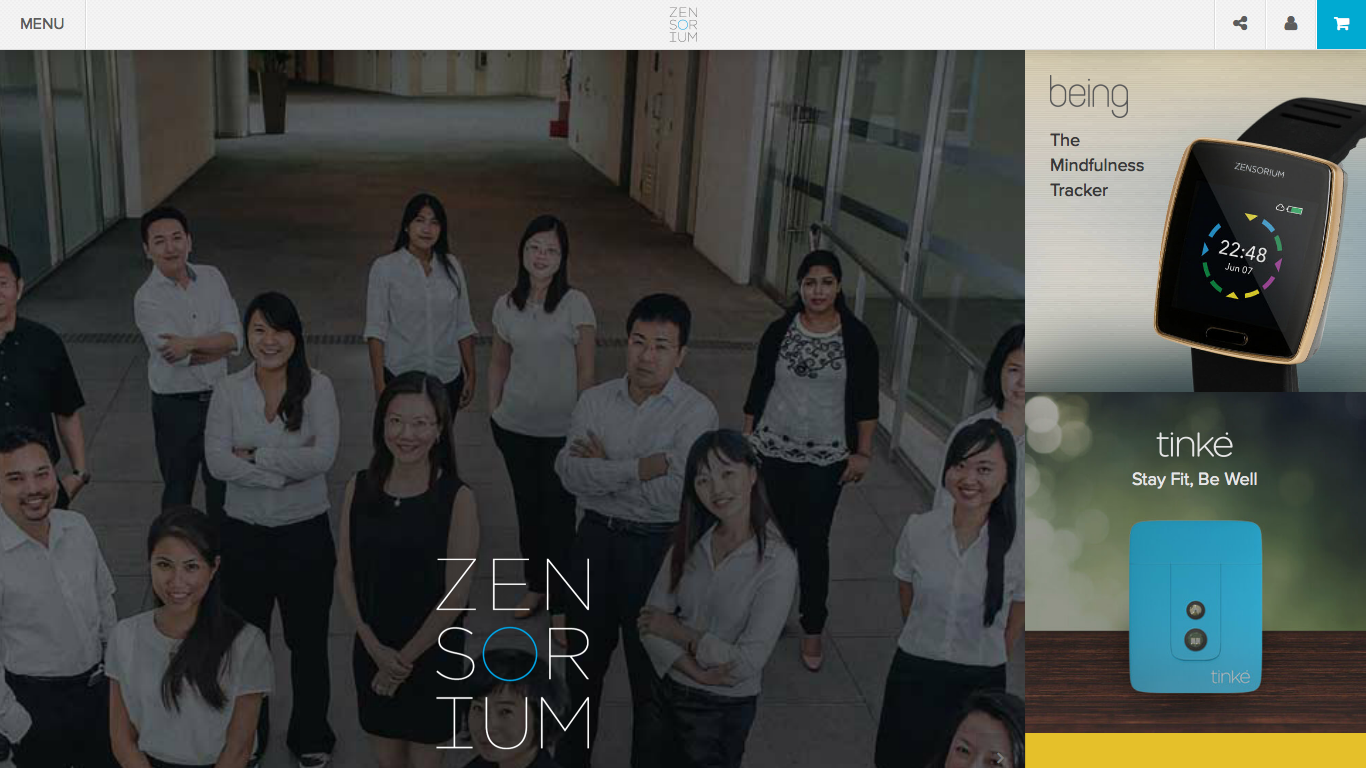 MENU
ZEN
SOR
IUM
being
The
Mindfulness
Tracker
ZENSORIUM
22:48
Jun 07
tinkė
Stay Fit, Be Well
tinkė
ZEN
SOR
IUM